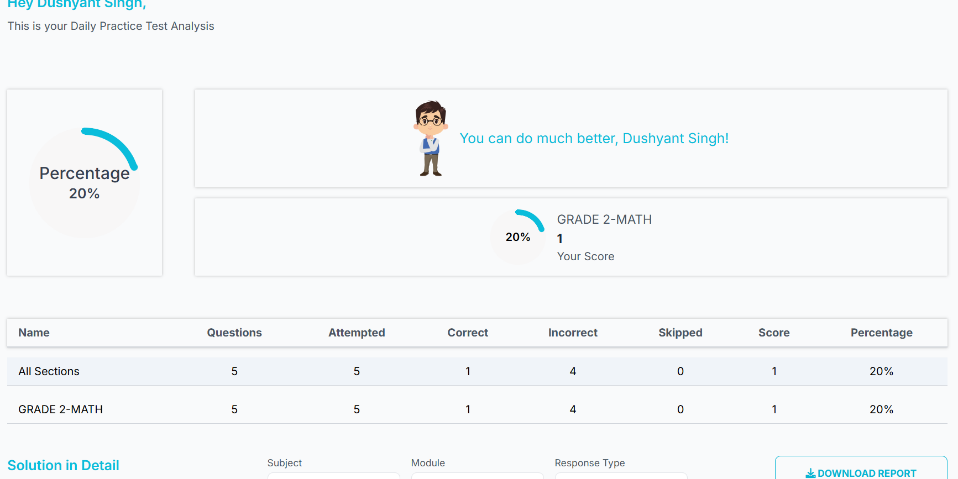 Hey Dushyant Singh,
This is your Daily Practice Test Analysis
Percentage
20%
You can do much better, Dushyant Singh!
20%
GRADE 2-MATH
1
Your Score
Name Questions Attempted Correct Incorrect Skipped Score Percentage
All Sections 5 5 1 4 0 1 20%
GRADE 2-MATH 5 5 1 4 0 1 20%
Solution in Detail
Subject
Module
Response Type
DOWNLOAD REPORT